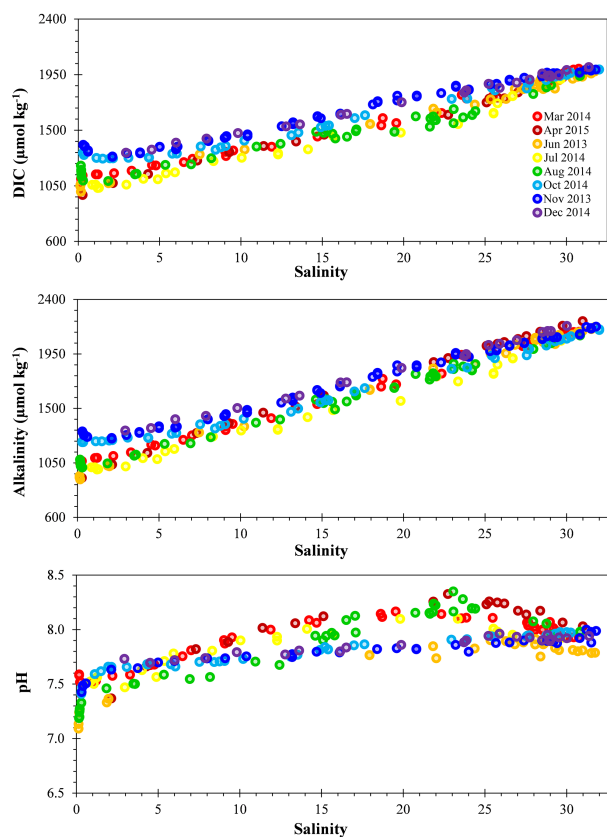 2400
1950
1500
1050
600
DIC (µmol kg⁻¹)
0 5 10 15 20 25 30
Salinity
Mar 2014
Apr 2015
Jun 2013
Jul 2014
Aug 2014
Oct 2014
Nov 2013
Dec 2014
2400
1950
1500
1050
600
Alkalinity (µmol kg⁻¹)
0 5 10 15 20 25 30
Salinity
8.5
8.0
7.5
7.0
6.5
pH
0 5 10 15 20 25 30
Salinity